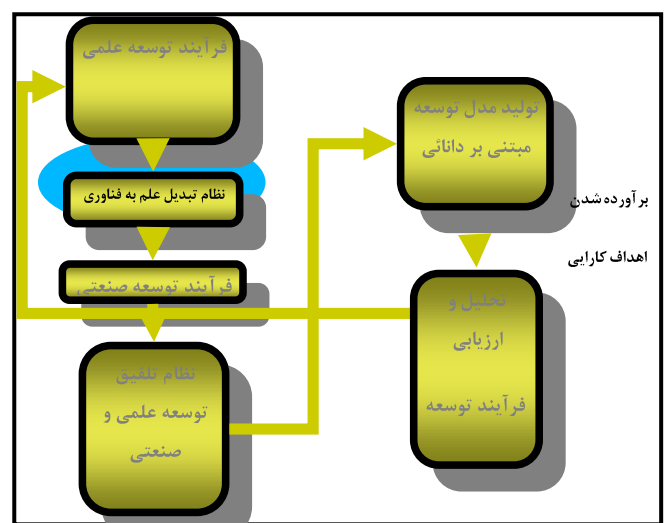 فرآیند توسعه علمی
نظام تبدیل علم به فناوری
فرآیند توسعه صنعتی
نظام تلفیق
توسعه علمی و
صنعتی
تولید مدل توسعه
مبتنی بر دانائی
برآورده شدن
اهداف کارایی
تحلیل و
ارزیابی
فرآیند توسعه